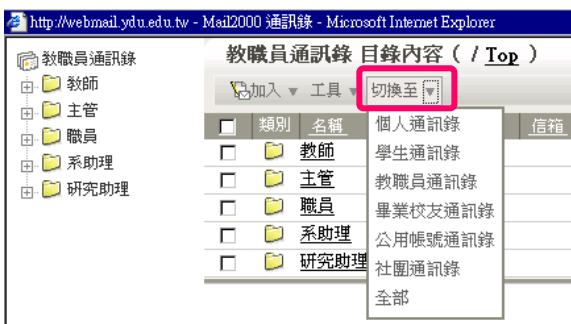 http://webmail.ydu.edu.tw - Mail2000 通訊錄 - Microsoft Internet Explorer
教職員通訊錄
教師
主管
職員
系助理
研究助理
教職員通訊錄 目錄內容 ( / Top )
加入 工具 切換至
類別 名稱 信箱
教師
主管
職員
系助理
研究助理
個人通訊錄
學生通訊錄
教職員通訊錄
畢業校友通訊錄
公用帳號通訊錄
社團通訊錄
全部